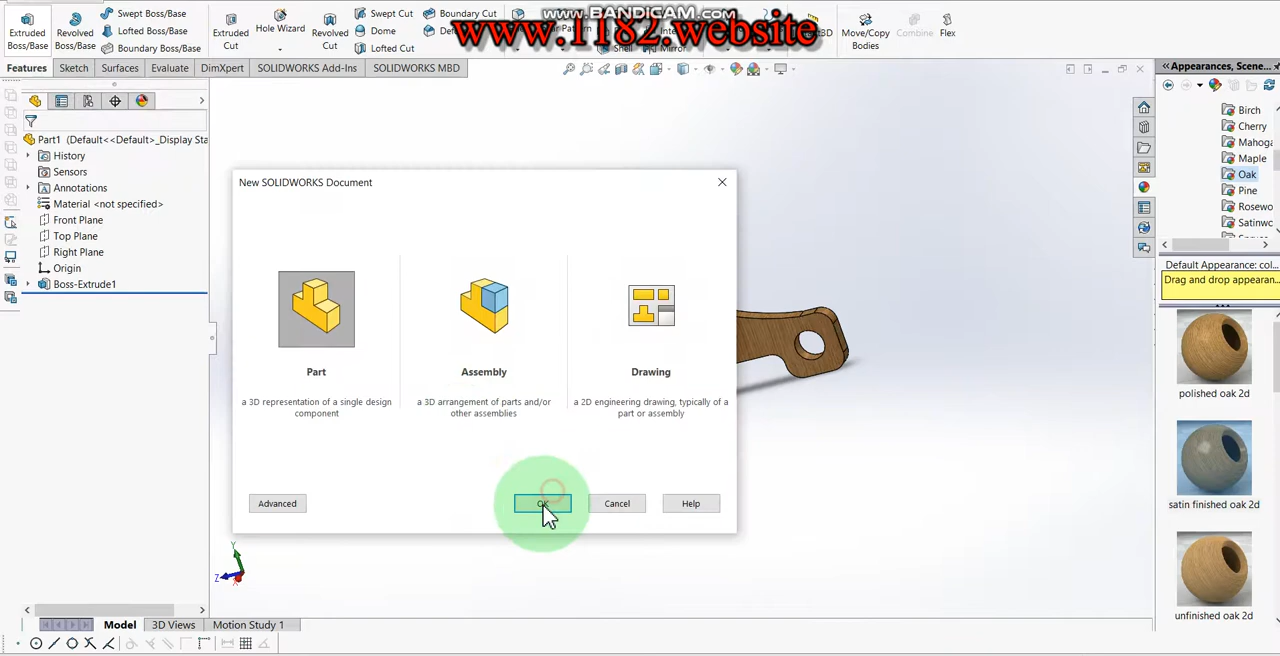 www.BANDICAM.com
www.1182.website
Extruded Boss/Base
Revolved Boss/Base
Swept Boss/Base
Lofted Boss/Base
Boundary Boss/Base
Extruded Cut
Hole Wizard
Revolved Cut
Swept Cut
Dome
Lofted Cut
Boundary Cut
Shell
Mirror
Move/Copy Bodies
Combine
Flex
Features
Sketch
Surfaces
Evaluate
DimXpert
SOLIDWORKS Add-Ins
SOLIDWORKS MBD
Part1 (Default<<Default>_Display Sta
History
Sensors
Annotations
Material <not specified>
Front Plane
Top Plane
Right Plane
Origin
Boss-Extrude1
New SOLIDWORKS Document
Part
a 3D representation of a single design component
Assembly
a 3D arrangement of parts and/or other assemblies
Drawing
a 2D engineering drawing, typically of a part or assembly
Advanced
OK
Cancel
Help
Appearances, Scene...
Birch
Cherry
Mahoga
Maple
Oak
Pine
Rosewo
Satinwo
Default Appearance: col...
Drag and drop appearan...
polished oak 2d
satin finished oak 2d
unfinished oak 2d
Y
Z
X
Model
3D Views
Motion Study 1